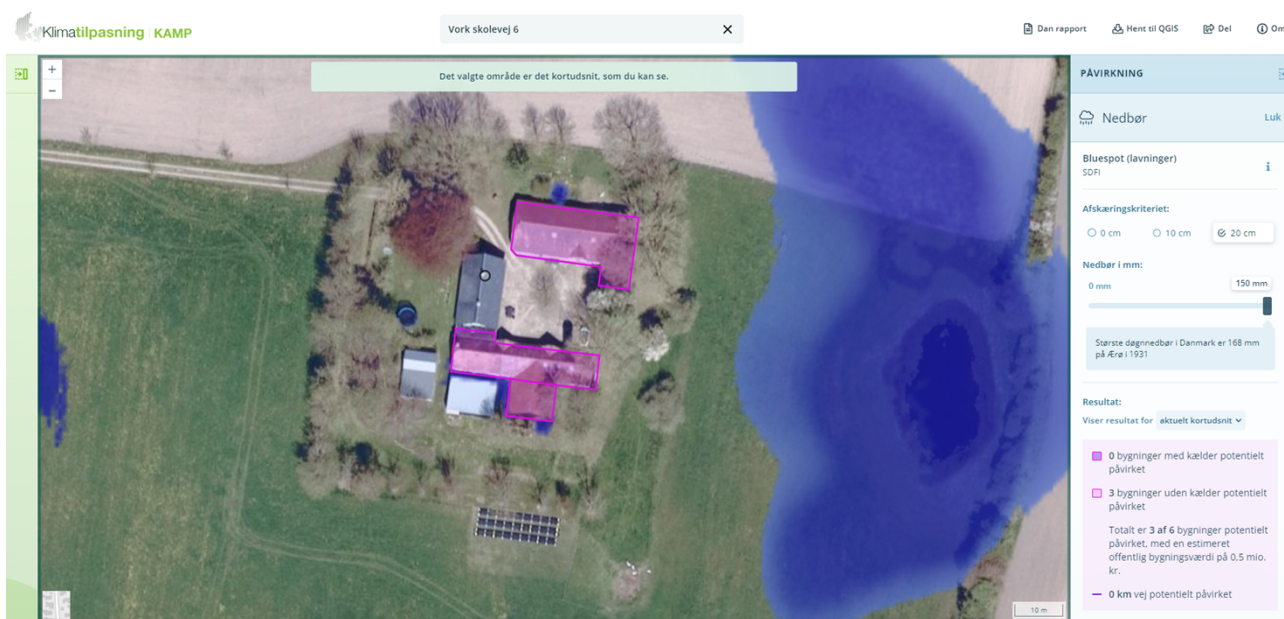 Klimatilpasning KAMP
Vork skolevej 6
Dan rapport
Hent til QGIS
Del
Det valgte område er det kortudsnit, som du kan se.
+
−
10 m
PÅVIRKNING
Nedbør
Luk
Bluespot (lavninger)
SDFI
Afskæringskriteriet:
0 cm
10 cm
20 cm
Nedbør i mm:
0 mm
150 mm
Største døgnnedbør i Danmark er 168 mm
på Ærø i 1931
Resultat:
Viser resultat for aktuelt kortudsnit
0 bygninger med kælder potentielt
påvirket
3 bygninger uden kælder potentielt
påvirket
Totalt er 3 af 6 bygninger potentielt
påvirket, med en estimeret
offentlig bygningsværdi på 0,5 mio.
kr.
0 km vej potentielt påvirket